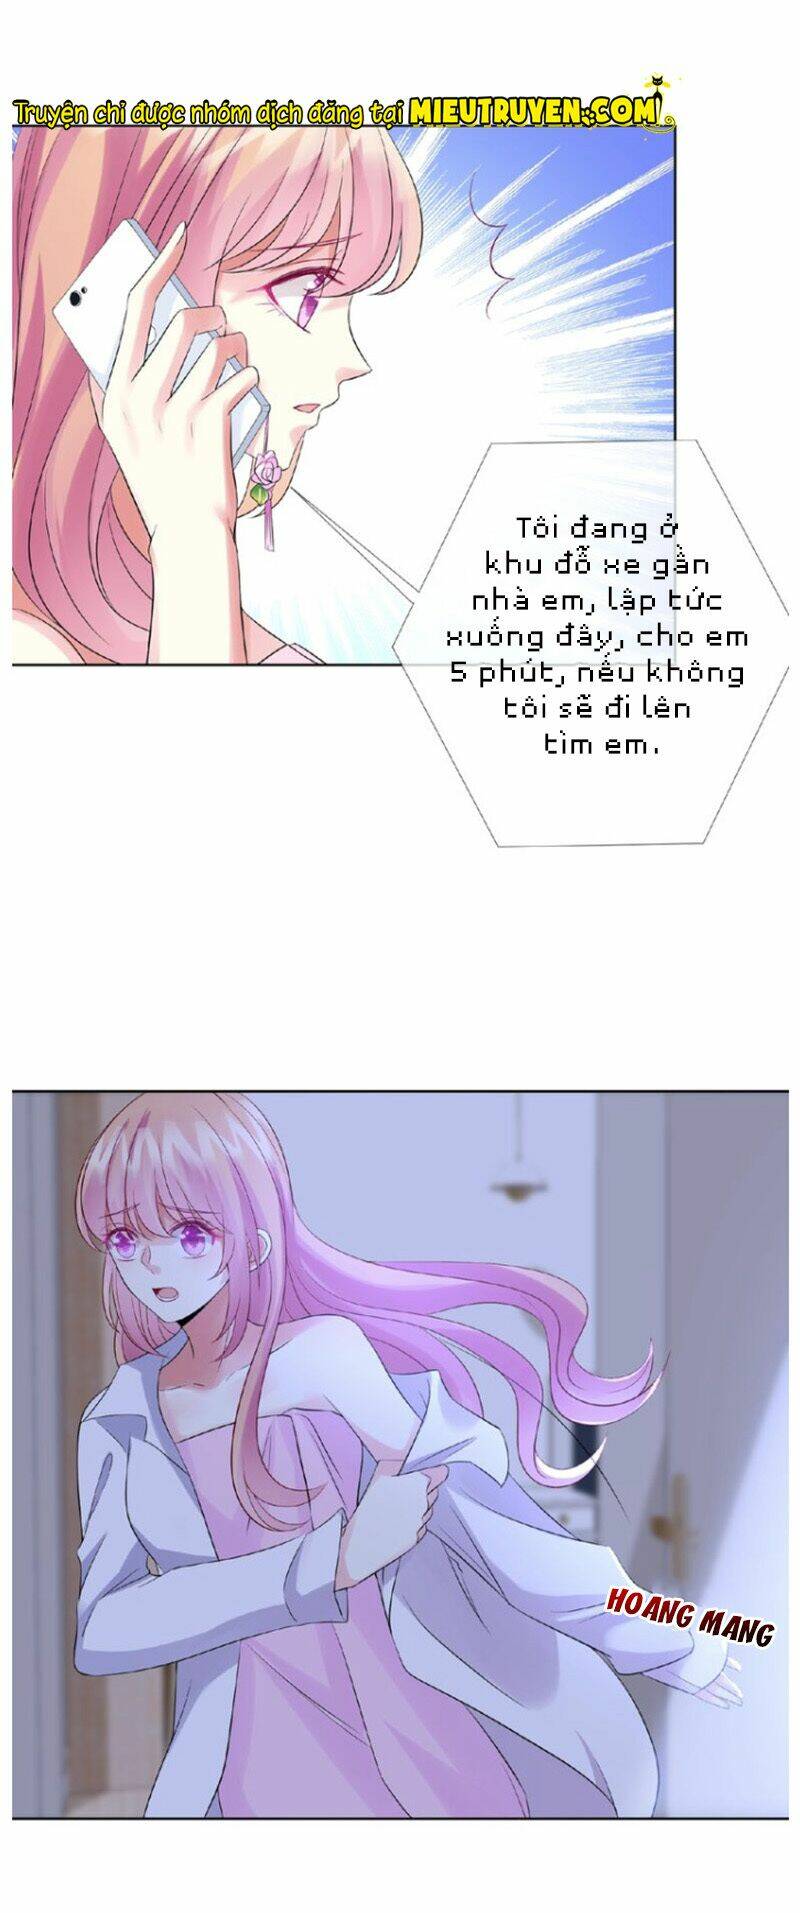 Truyện chỉ được nhóm dịch đăng tại MIEUTRUYEN.COM
Tôi đang ở
khu đỗ xe gần
nhà em, lập tức
xuống đây, cho em
5 phút, nếu không
tôi sẽ đi lên
tìm em.
HOANG MANG